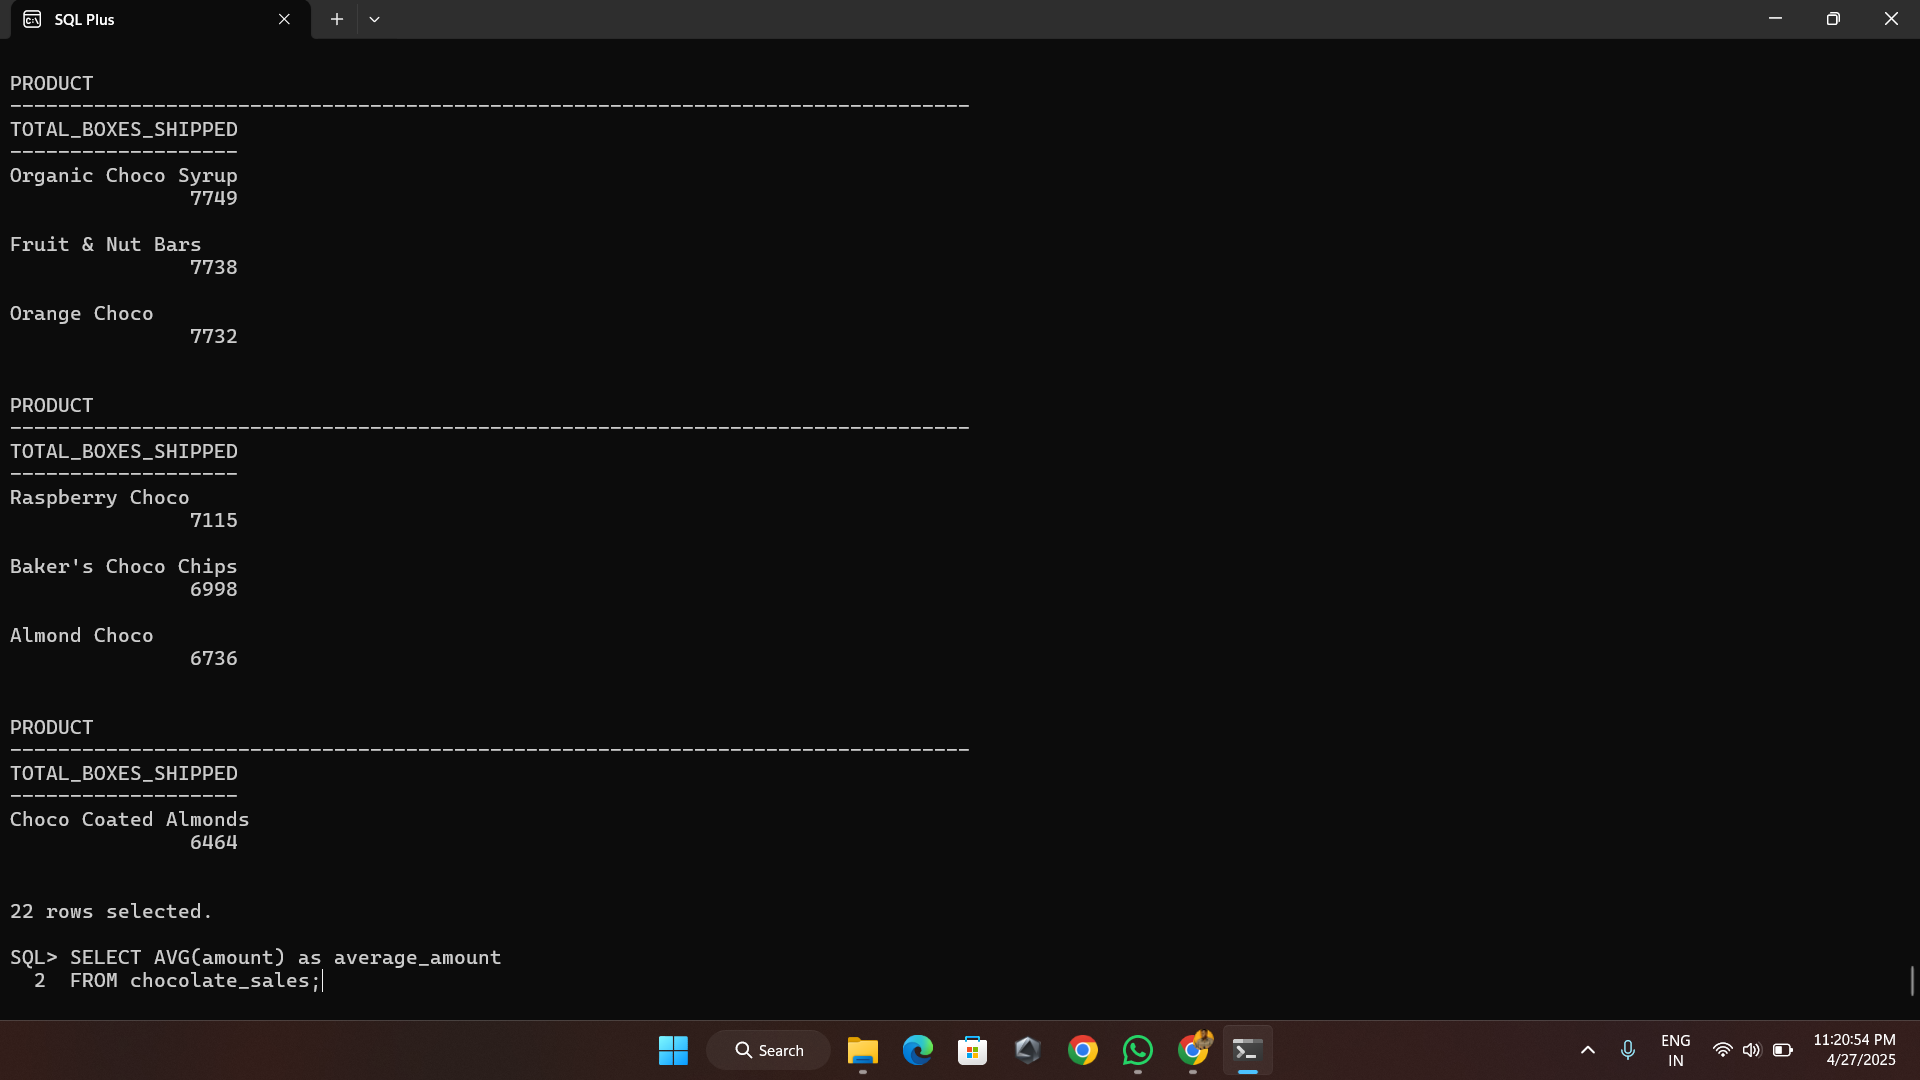 SQL Plus
PRODUCT
--------------------------------------------------------------------------------
TOTAL_BOXES_SHIPPED
-------------------
Organic Choco Syrup
7749
Fruit & Nut Bars
7738
Orange Choco
7732
PRODUCT
--------------------------------------------------------------------------------
TOTAL_BOXES_SHIPPED
-------------------
Raspberry Choco
7115
Baker's Choco Chips
6998
Almond Choco
6736
PRODUCT
--------------------------------------------------------------------------------
TOTAL_BOXES_SHIPPED
-------------------
Choco Coated Almonds
6464
22 rows selected.
SQL> SELECT AVG(amount) as average_amount
2 FROM chocolate_sales;
Search
ENG
IN
11:20:54 PM
4/27/2025